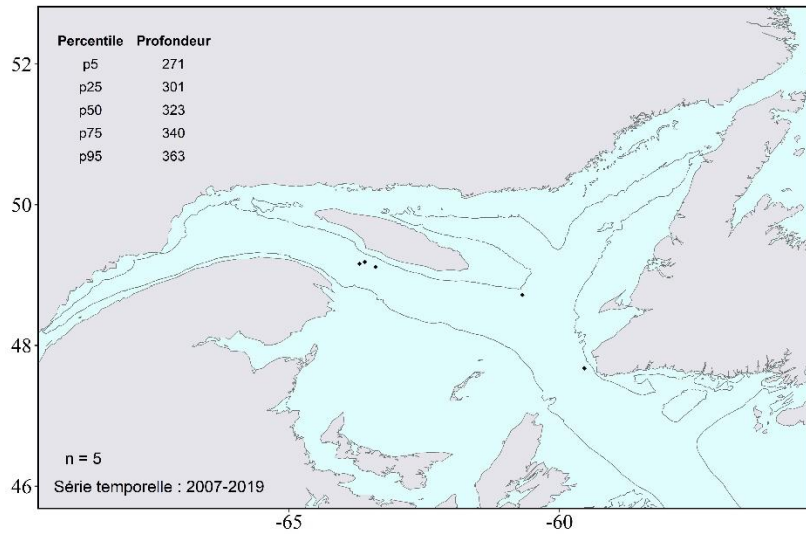 Percentile Profondeur
p5 271
p25 301
p50 323
p75 340
p95 363
52
50
48
46
n = 5
Série temporelle : 2007-2019
-65 -60